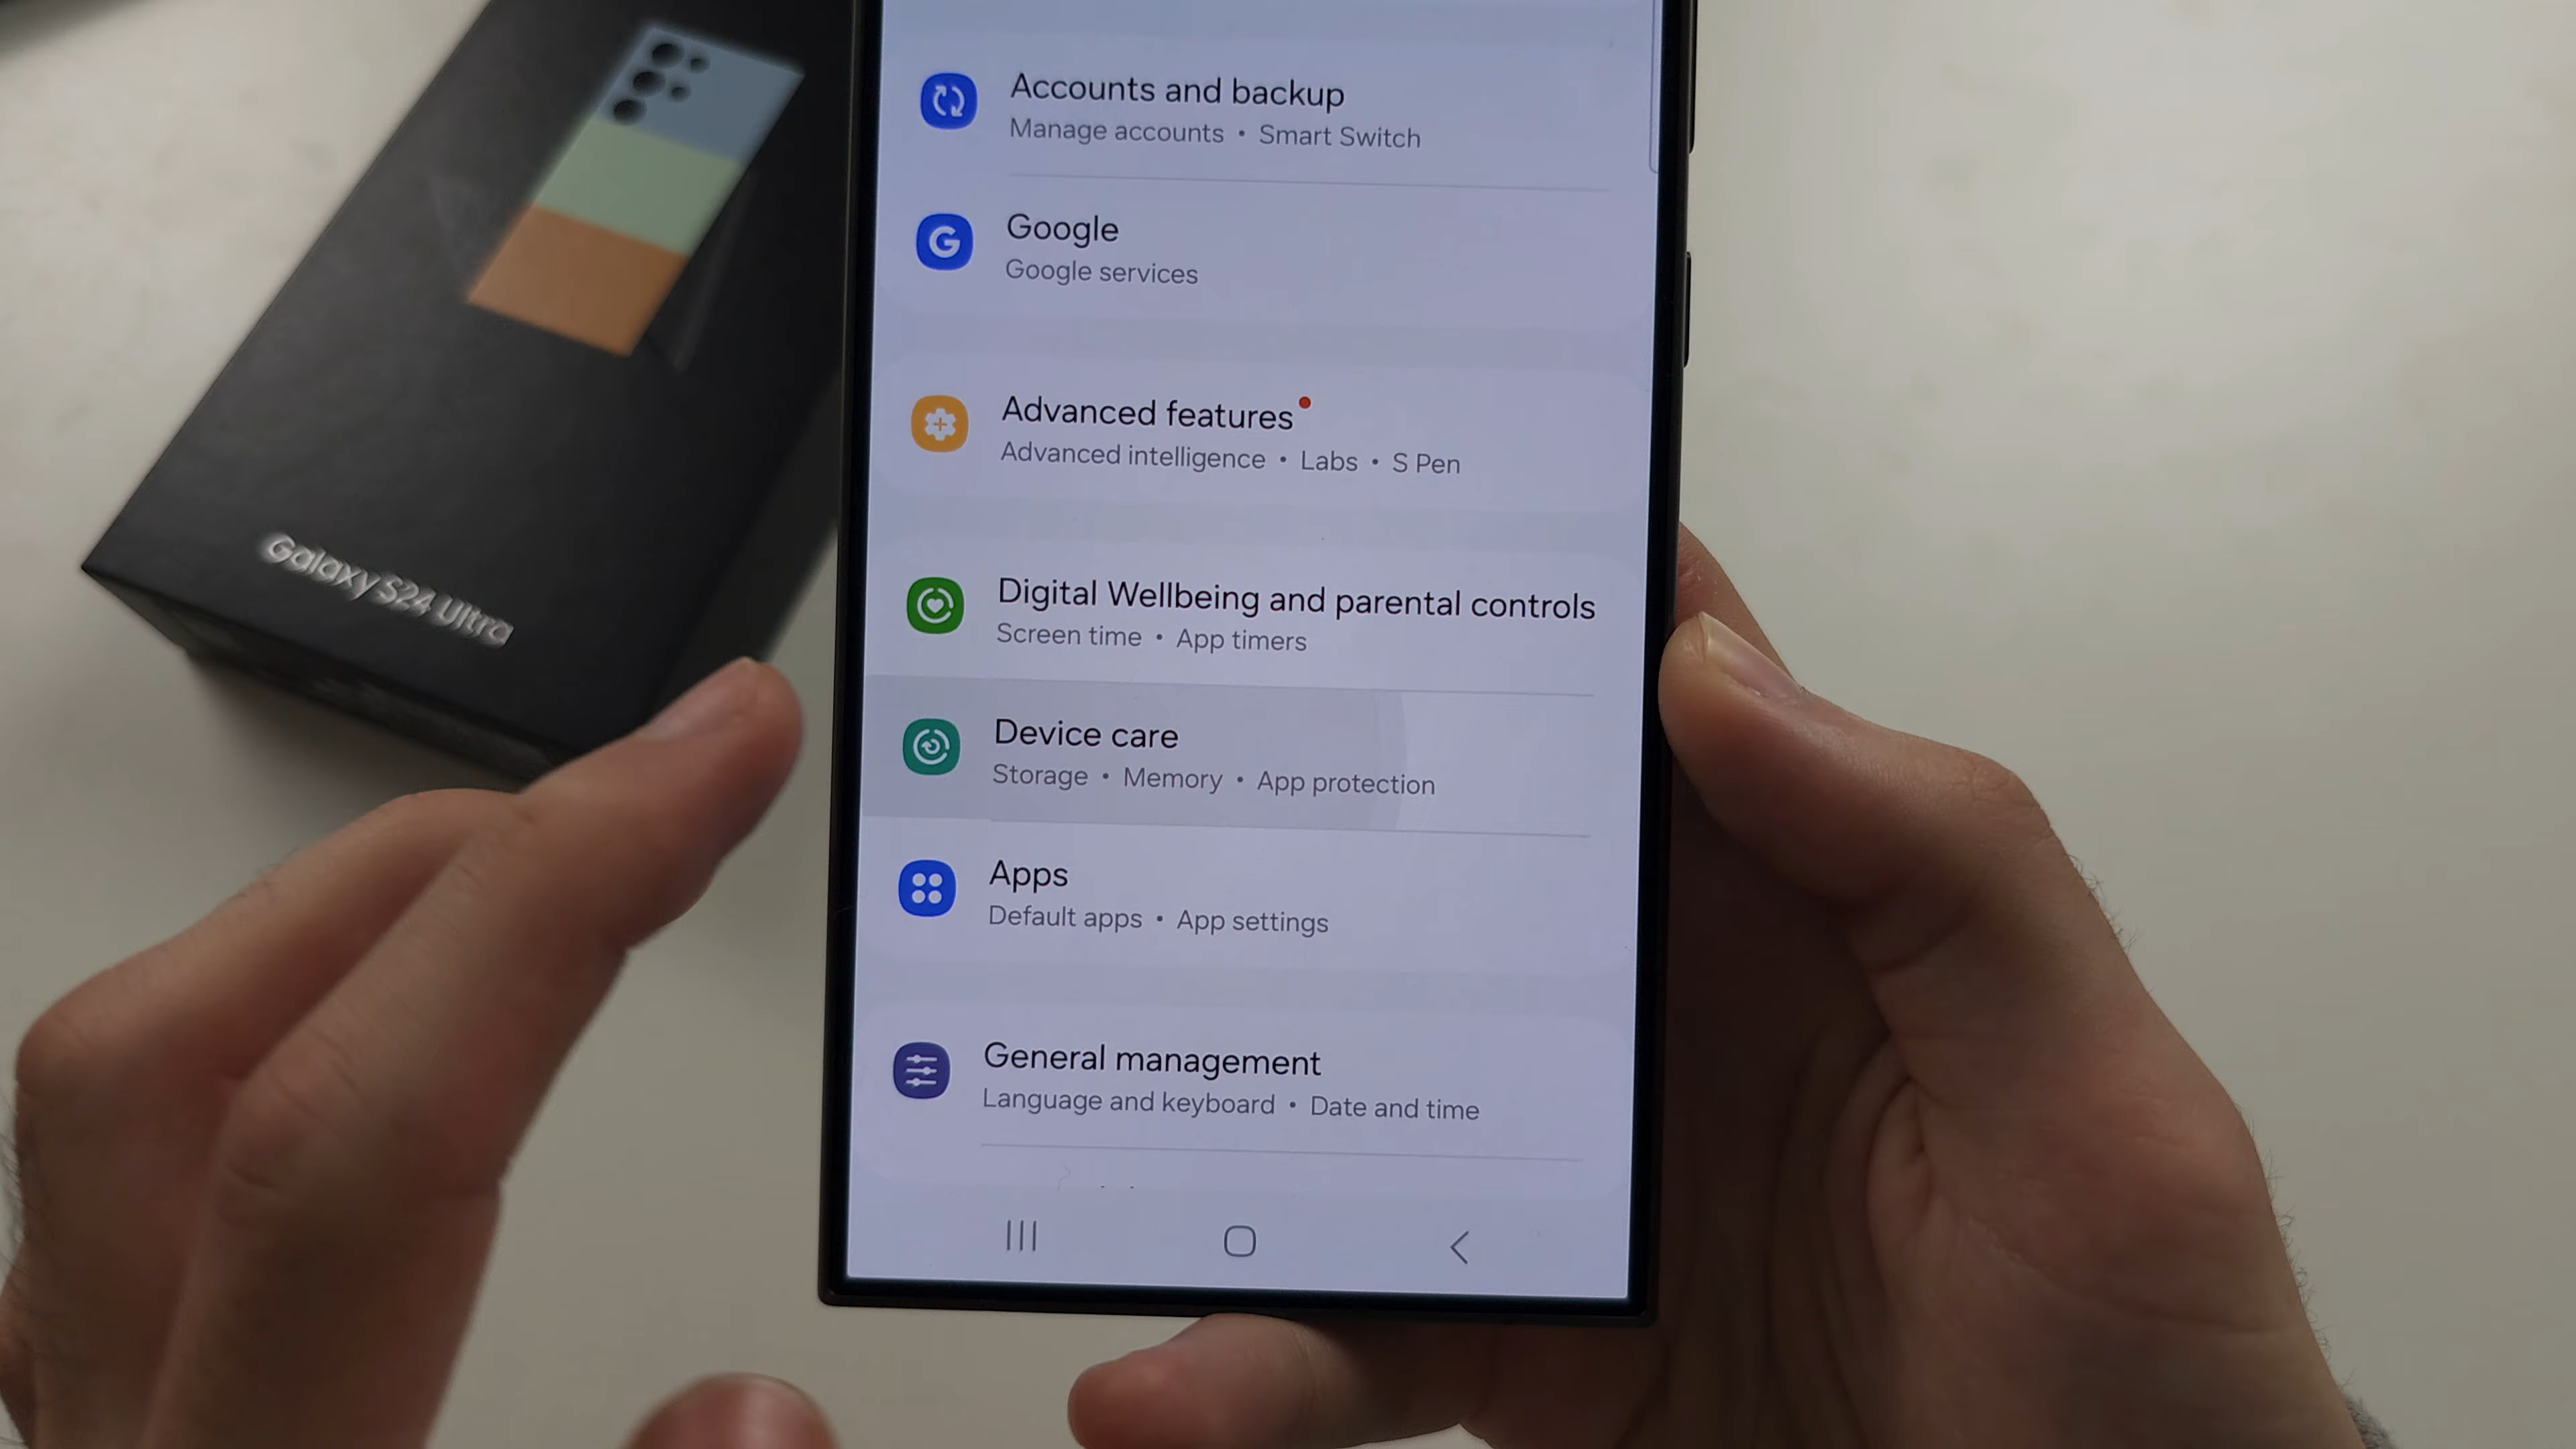 Accounts and backup
Manage accounts • Smart Switch
Google
Google services
Advanced features
Advanced intelligence • Labs • S Pen
Galaxy S24 Ultra
Digital Wellbeing and parental controls
Screen time • App timers
Device care
Storage • Memory • App protection
Apps
Default apps • App settings
General management
Language and keyboard • Date and time